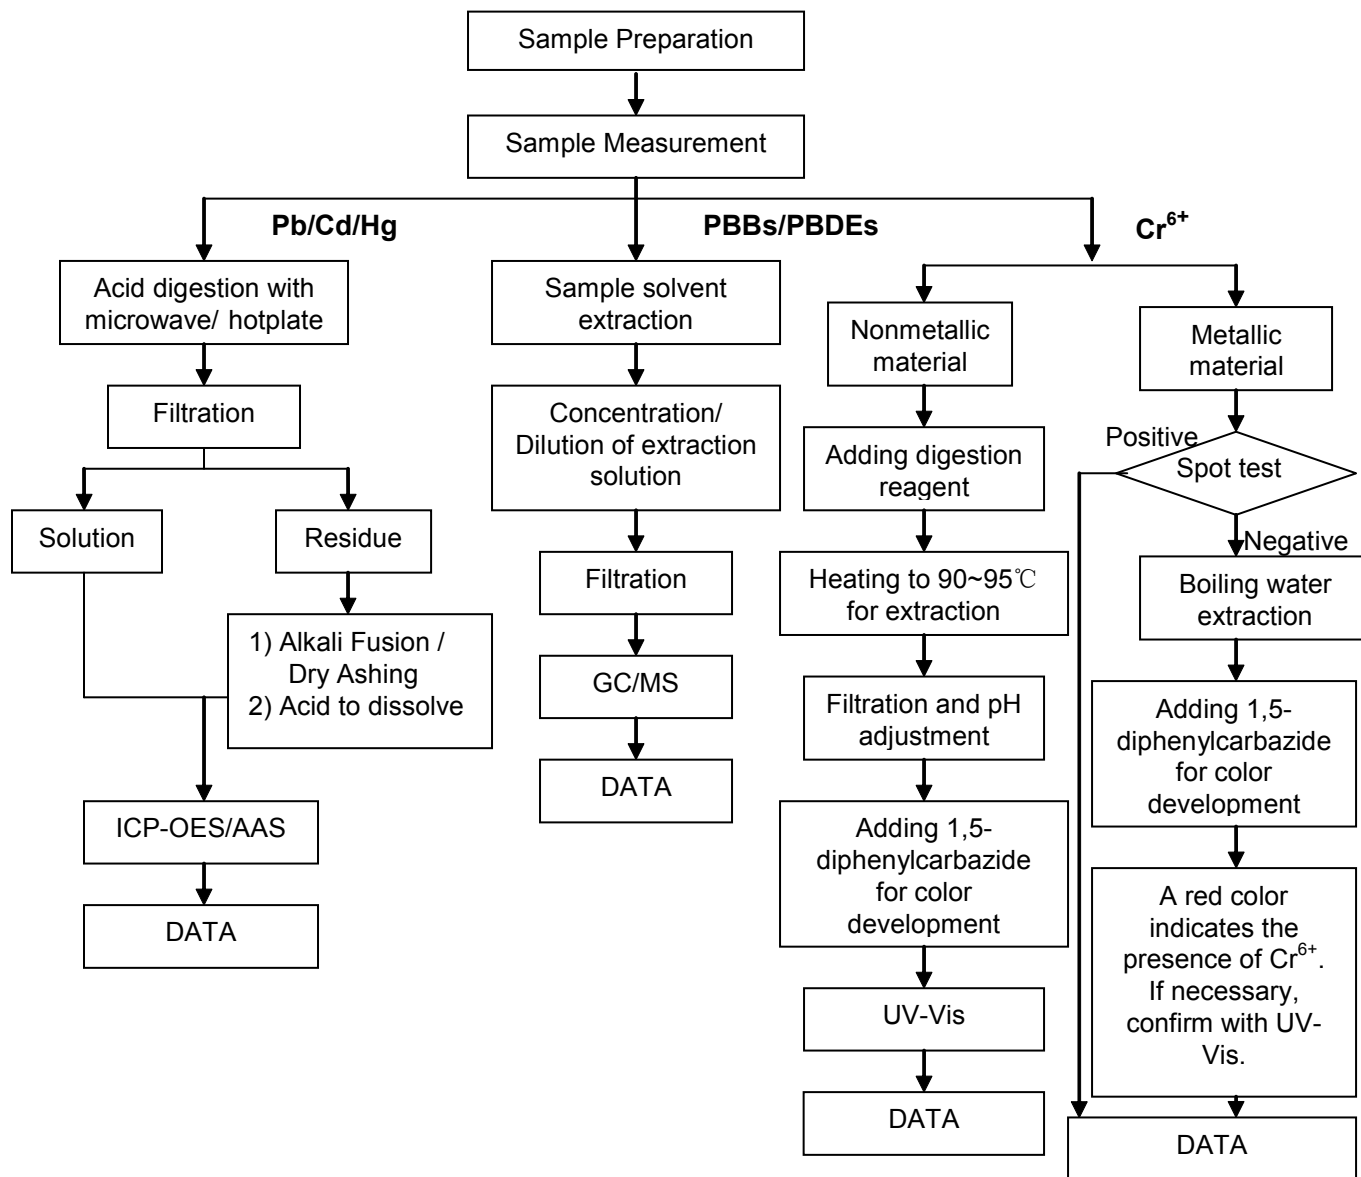 Sample Preparation
Sample Measurement
Pb/Cd/Hg
PBBs/PBDEs
Cr⁶⁺
Acid digestion with
microwave/ hotplate
Filtration
Solution
Residue
1) Alkali Fusion /
Dry Ashing
2) Acid to dissolve
ICP-OES/AAS
DATA
Sample solvent
extraction
Concentration/
Dilution of extraction
solution
Filtration
GC/MS
DATA
Nonmetallic
material
Adding digestion
reagent
Heating to 90~95℃
for extraction
Filtration and pH
adjustment
Adding 1,5-
diphenylcarbazide
for color
development
UV-Vis
DATA
Metallic
material
Positive
Spot test
Negative
Boiling water
extraction
Adding 1,5-
diphenylcarbazide
for color
development
A red color
indicates the
presence of Cr⁶⁺.
If necessary,
confirm with UV-
Vis.
DATA